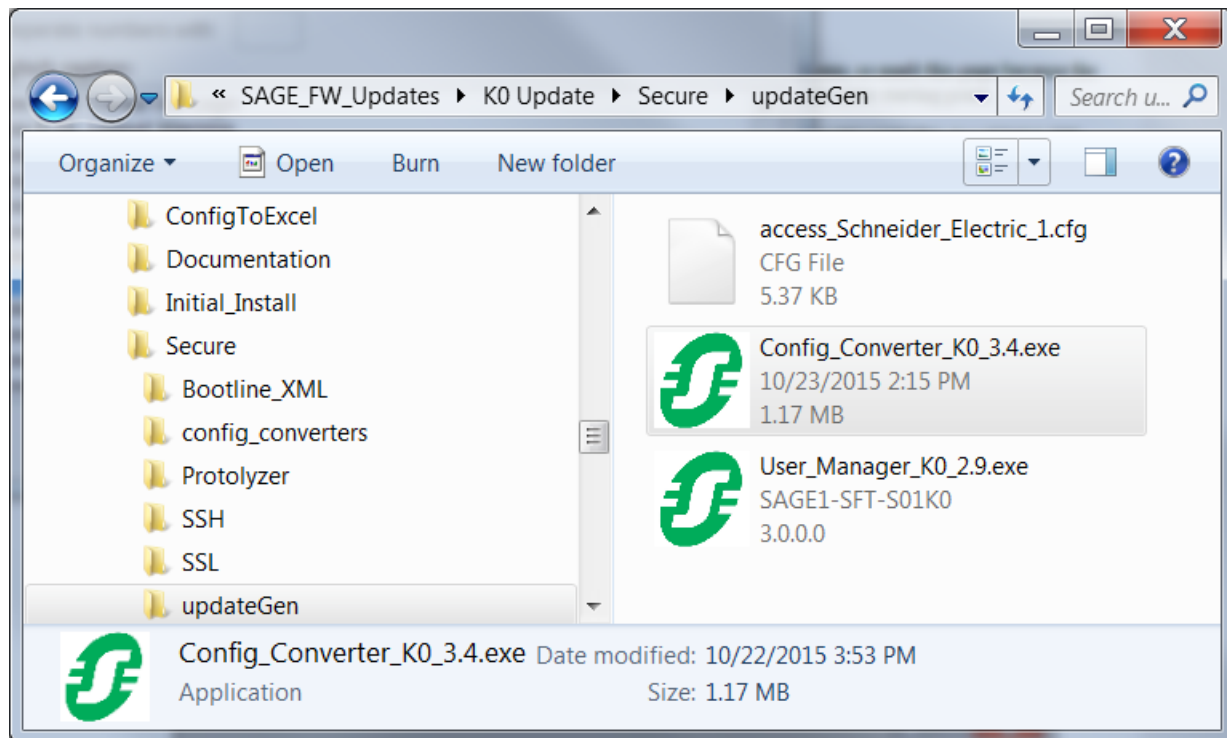 « SAGE_FW_Updates K0 Update Secure updateGen Search u...
Organize Open Burn New folder
ConfigToExcel
Documentation
Initial_Install
Secure
Bootline_XML
config_converters
Protolyzer
SSH
SSL
updateGen
access_Schneider_Electric_1.cfg
CFG File
5.37 KB
Config_Converter_K0_3.4.exe
10/23/2015 2:15 PM
1.17 MB
User_Manager_K0_2.9.exe
SAGE1-SFT-S01K0
3.0.0.0
Config_Converter_K0_3.4.exe Date modified: 10/22/2015 3:53 PM
Application Size: 1.17 MB